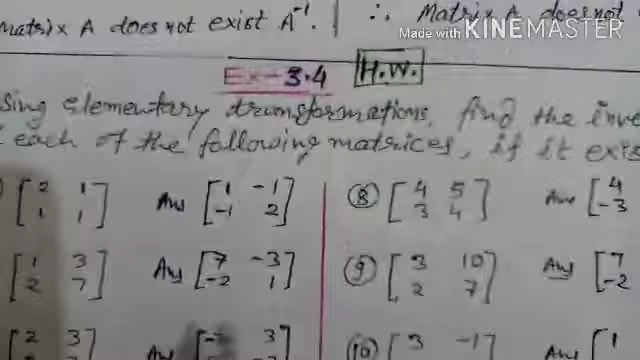 matrix A does not exist A⁻¹. ∴ Matrix A does not
Made with KINEMASTER
Ex-3.4 H.W.
sing elementary transformations, find the inve
each of the following matrices, if it exis
[2 1
1 1] Ans [1 -1
-1 2]
[1 3
2 7] Ans [7 -3
-2 1]
[2 3 Ans 3
⑧ [4 5
3 4] Ans [4
-3
⑨ [3 10
2 7] Ans [7
-2
⑩ [3 -1] Ans [1